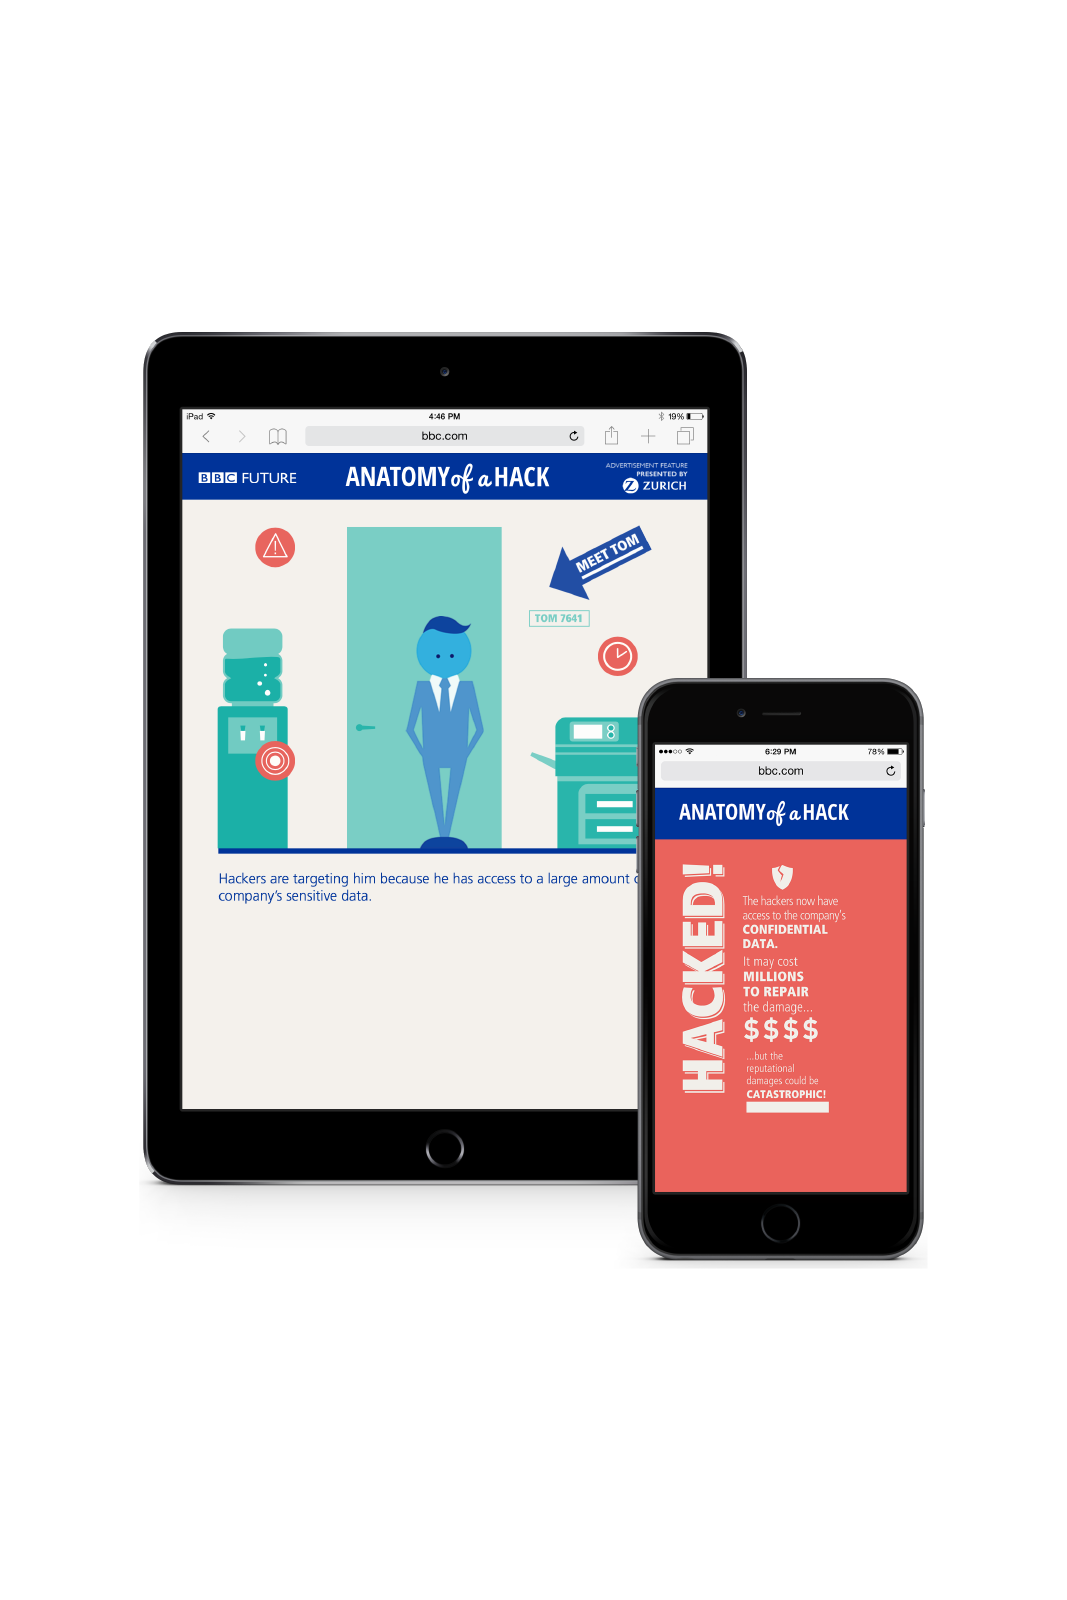 iPad
4:46 PM
19%
bbc.com
BBC FUTURE
ANATOMY of a HACK
ADVERTISEMENT FEATURE
PRESENTED BY
ZURICH
MEET TOM
TOM 7641
Hackers are targeting him because he has access to a large amount
company's sensitive data.
6:29 PM
78%
bbc.com
ANATOMY of a HACK
HACKED!
The hackers now have
access to the company's
CONFIDENTIAL
DATA.
It may cost
MILLIONS
TO REPAIR
the damage...
$$$$
...but the
reputational
damages could be
CATASTROPHIC!